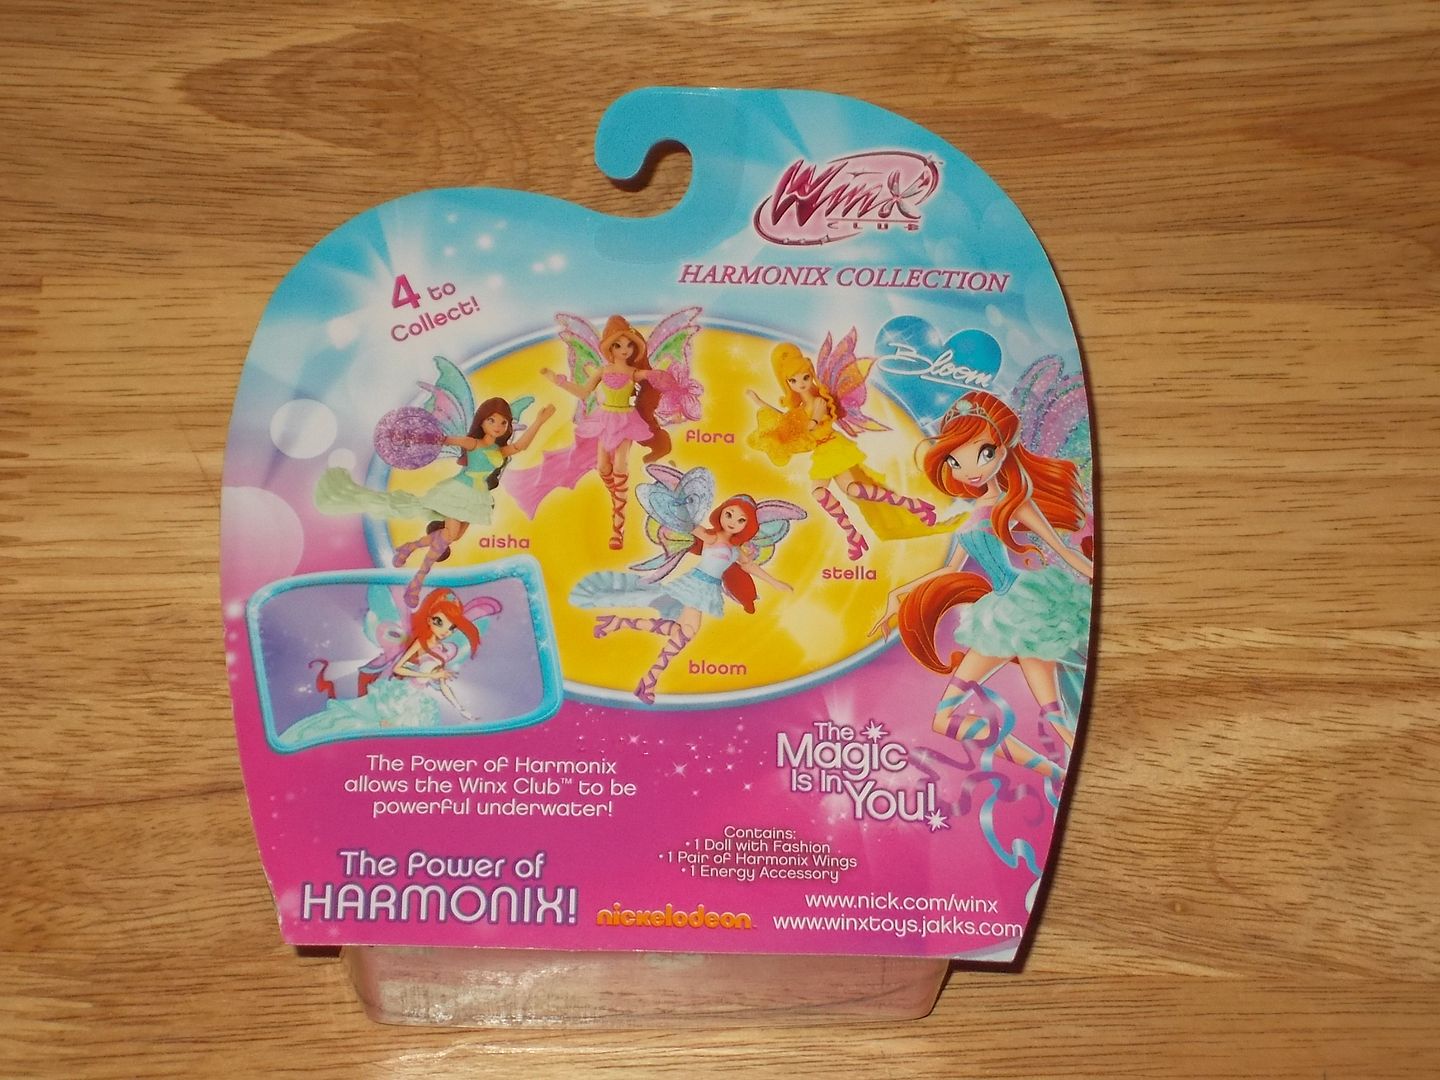 Winx
CLUB
HARMONIX COLLECTION
4 to
Collect!
Bloom
flora
aisha
stella
bloom
The Power of Harmonix
allows the Winx Club™ to be
powerful underwater!
The
Magic
Is In
You!
Contains:
• 1 Doll with Fashion
• 1 Pair of Harmonix Wings
• 1 Energy Accessory
The Power of
HARMONIX!
nickelodeon
www.nick.com/winx
www.winxtoys.jakks.com